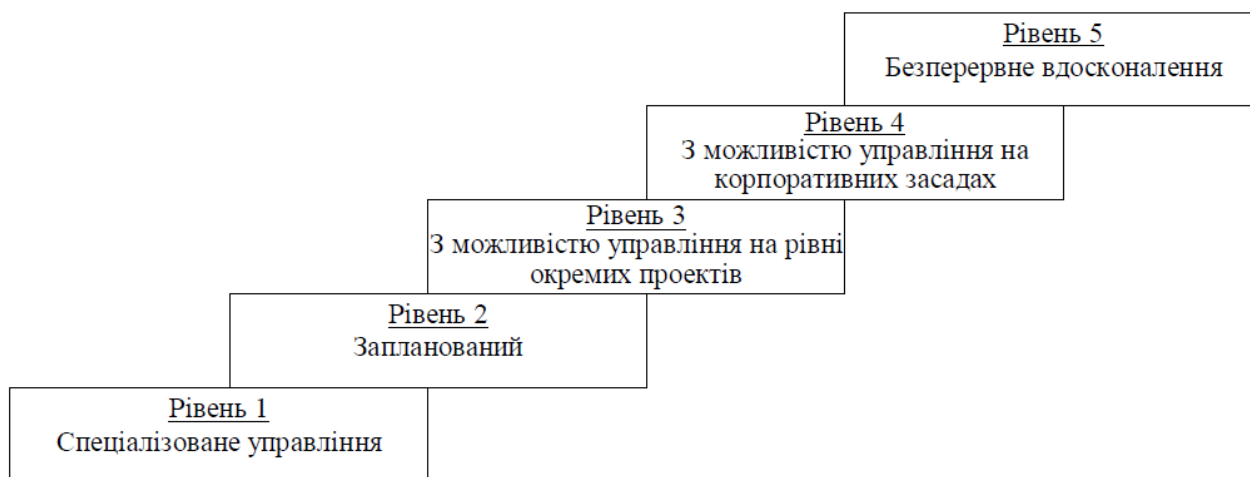 Рівень 5
Безперервне вдосконалення
Рівень 4
З можливістю управління на
корпоративних засадах
Рівень 3
З можливістю управління на рівні
окремих проектів
Рівень 2
Запланований
Рівень 1
Спеціалізоване управління